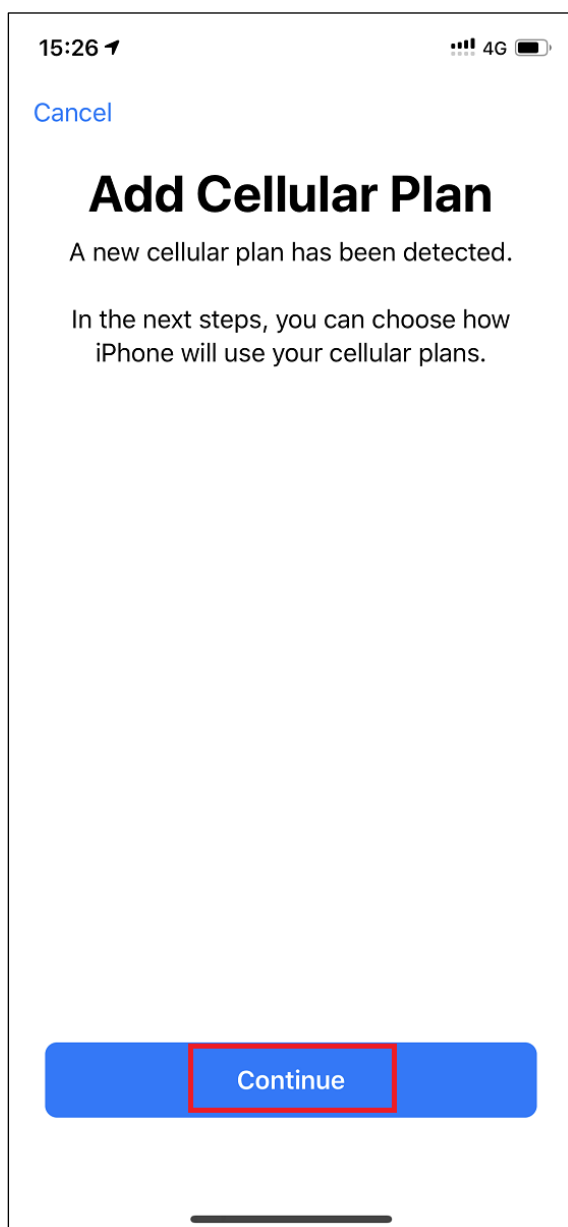 15:26 4G
Cancel
Add Cellular Plan
A new cellular plan has been detected.
In the next steps, you can choose how
iPhone will use your cellular plans.
Continue